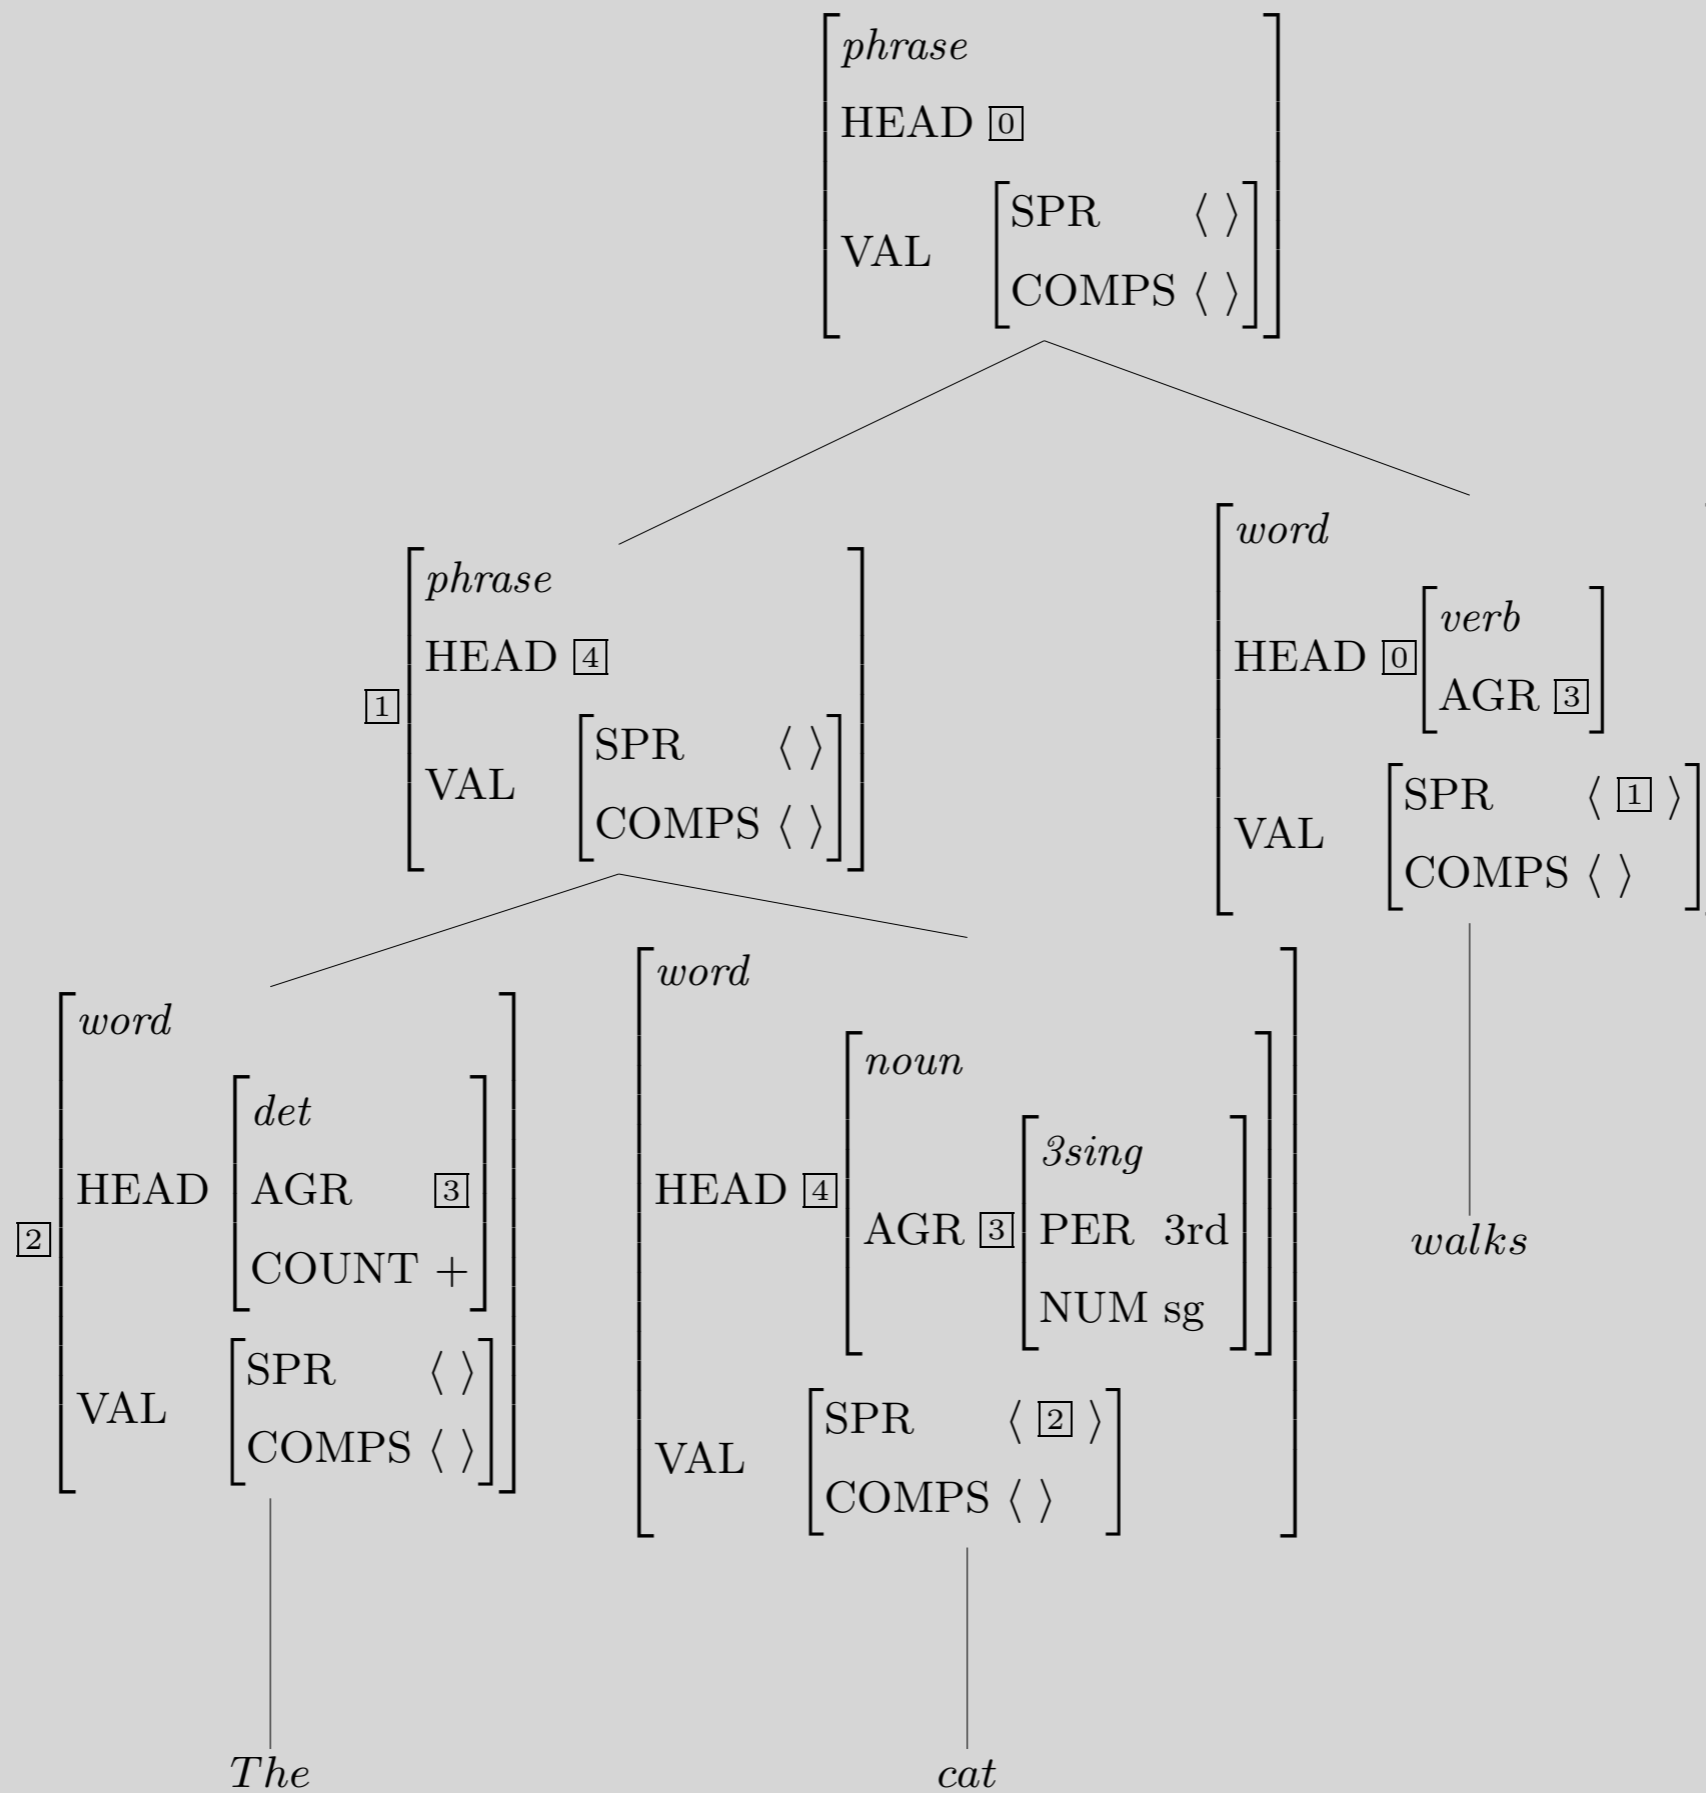 phrase
HEAD 0
SPR ⟨ ⟩
VAL
COMPS ⟨ ⟩
phrase
HEAD 4
1
SPR ⟨ ⟩
VAL
COMPS ⟨ ⟩
word
verb
HEAD 0
AGR 3
SPR ⟨ 1 ⟩
VAL
COMPS ⟨ ⟩
walks
word
det
HEAD AGR 3
2
COUNT +
SPR ⟨ ⟩
VAL
COMPS ⟨ ⟩
The
word
noun
3sing
HEAD 4
AGR 3 PER 3rd
NUM sg
SPR ⟨ 2 ⟩
VAL
COMPS ⟨ ⟩
cat